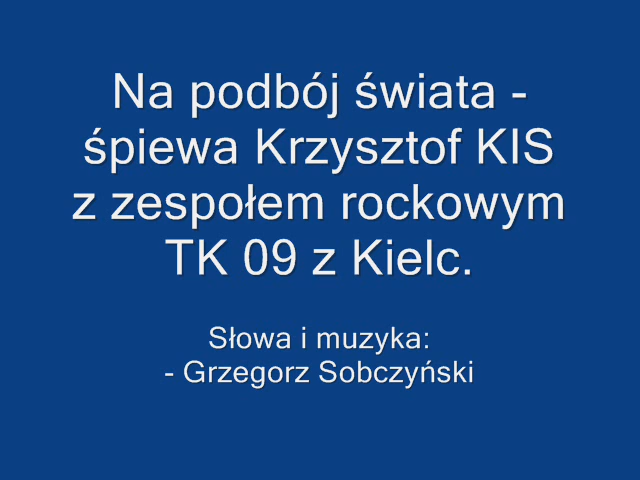 Na podbój świata -
śpiewa Krzysztof KIS
z zespołem rockowym
TK 09 z Kielc.
Słowa i muzyka:
- Grzegorz Sobczyński